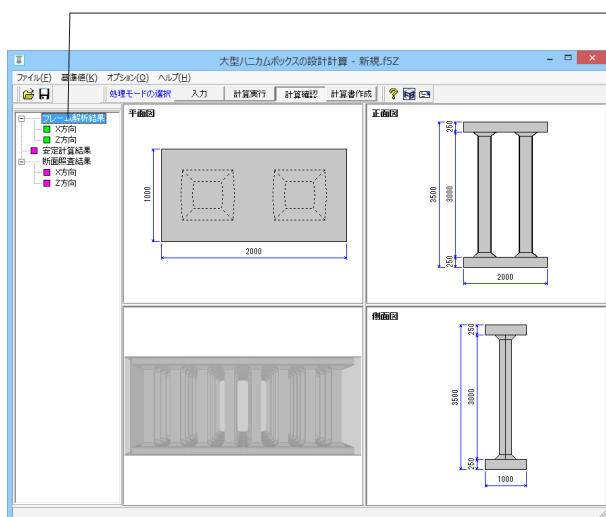 大型ハニカムボックスの設計計算 - 新規.f5Z
ファイル(F) 基準値(K) オプション(O) ヘルプ(H)
処理モードの選択 入力 計算実行 計算確認 計算書作成
フレーム解析結果
X方向
Z方向
安定計算結果
断面照査結果
X方向
Z方向
平面図
1000
2000
正面図
250
3500
3000
250
2000
側面図
250
3500
3000
250
1000